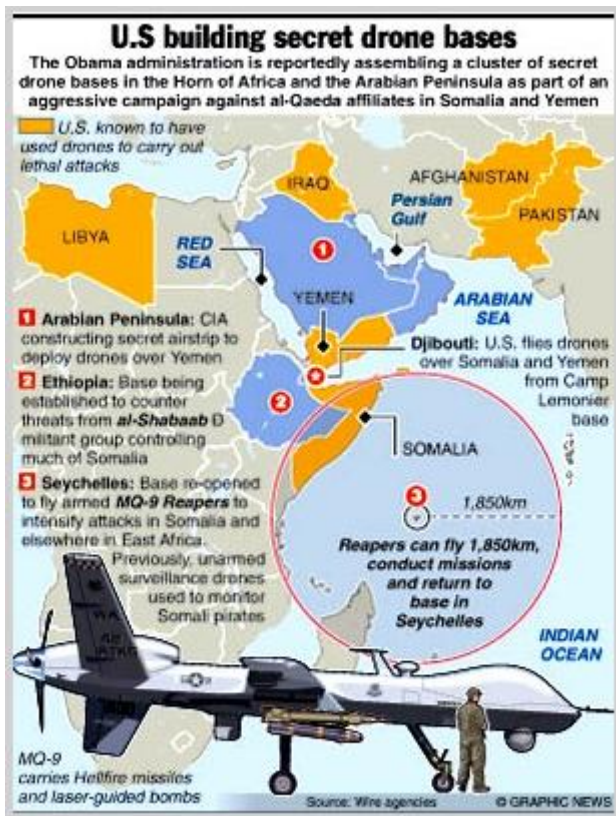 U.S building secret drone bases
The Obama administration is reportedly assembling a cluster of secret
drone bases in the Horn of Africa and the Arabian Peninsula as part of an
aggressive campaign against al-Qaeda affiliates in Somalia and Yemen
U.S. known to have
used drones to carry out
lethal attacks
IRAQ
AFGHANISTAN
PAKISTAN
Persian
Gulf
LIBYA
RED
SEA
1
YEMEN
ARABIAN
SEA
1 Arabian Peninsula: CIA
constructing secret airstrip to
deploy drones over Yemen
Djibouti: U.S. flies drones
over Somalia and Yemen
from Camp
Lemonier
base
2 Ethiopia: Base being
established to counter
threats from al-Shabaab Ð
militant group controlling
much of Somalia
2
SOMALIA
3 Seychelles: Base re-opened
to fly armed MQ-9 Reapers to
intensify attacks in Somalia and
elsewhere in East Africa.
Previously, unarmed
surveillance drones
used to monitor
Somali pirates
3
1,850km
Reapers can fly 1,850km,
conduct missions
and return to
base in
Seychelles
INDIAN
OCEAN
WA
MQ-9
carries Hellfire missiles
and laser-guided bombs
Source: Wire agencies
© GRAPHIC NEWS